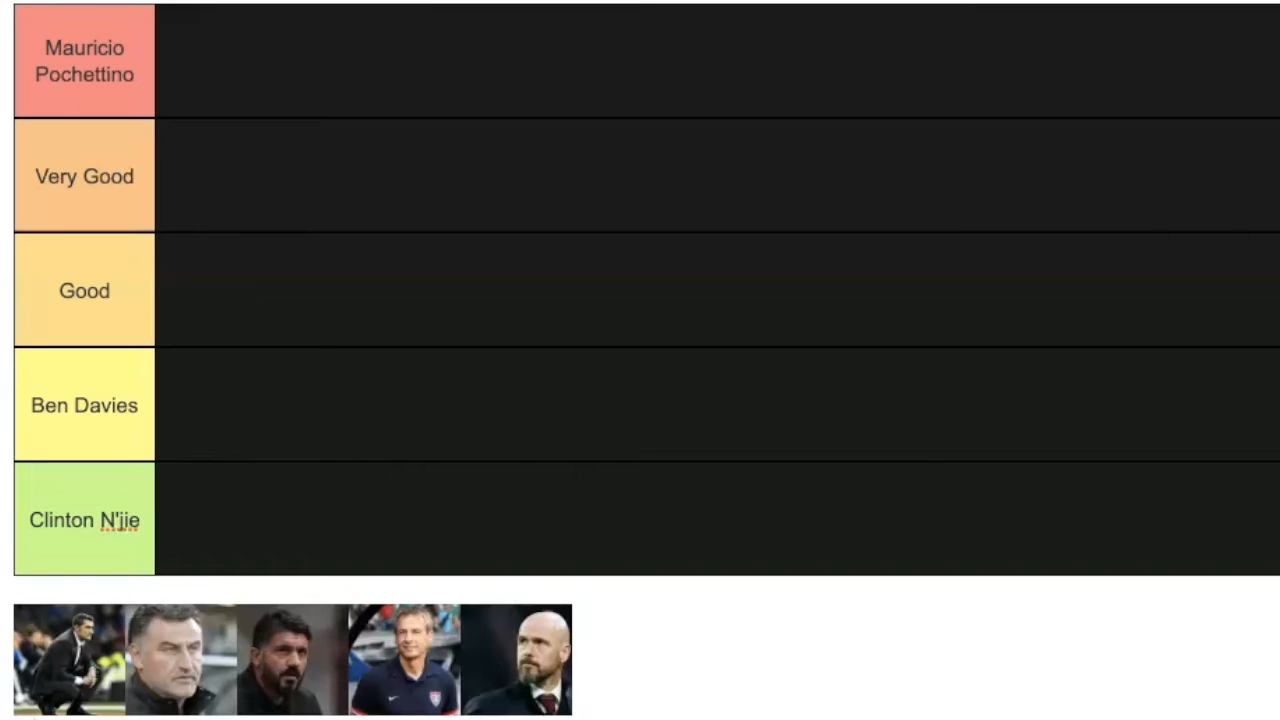 Mauricio
Pochettino
Very Good
Good
Ben Davies
Clinton N'jie